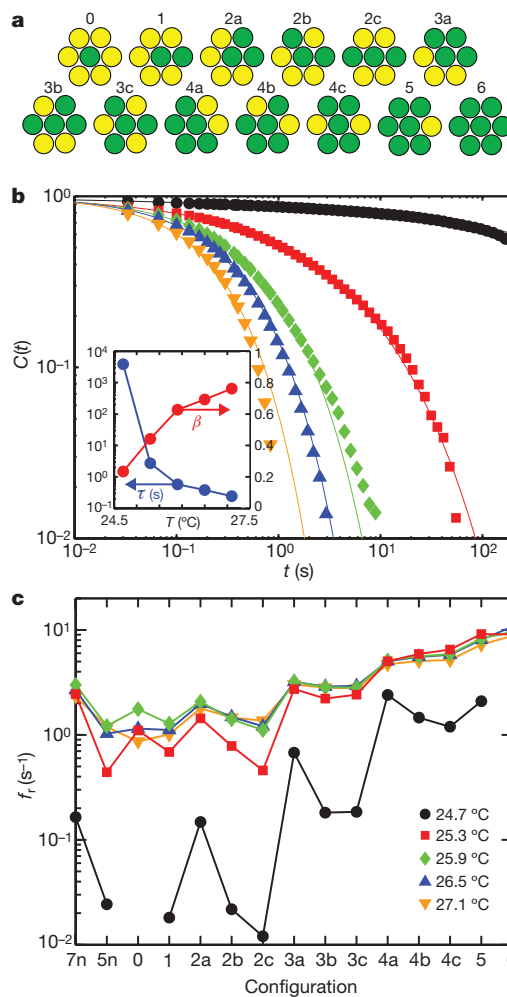 a
0 1 2a 2b 2c 3a
3b 3c 4a 4b 4c 5 6
b
10⁰
10⁻¹
10⁻²
C(t)
10⁴
10³
10²
10⁰
10⁻¹
1
0.8
0.6
0.4
0.2
0
β
τ (s)
24.5 T (°C) 27.5
10⁻² 10⁻¹ 10⁰ 10¹ 10²
t (s)
c
10¹
10⁰
10⁻¹
10⁻²
fᵣ (s⁻¹)
24.7 °C
25.3 °C
25.9 °C
26.5 °C
27.1 °C
7n 5n 0 1 2a 2b 2c 3a 3b 3c 4a 4b 4c 5
Configuration